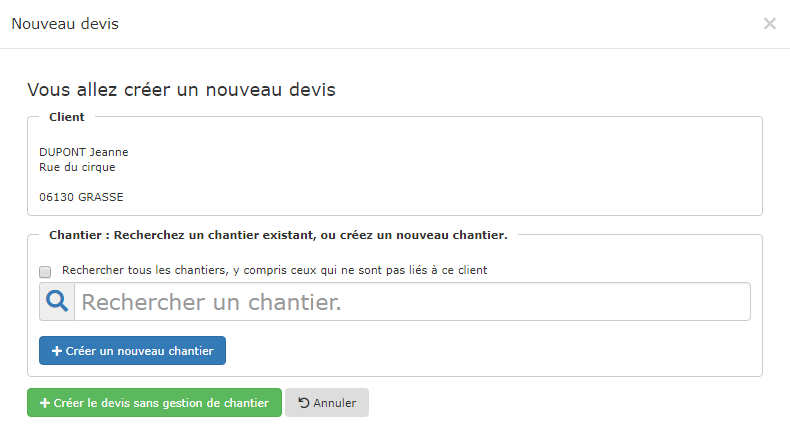 Nouveau devis
×
Vous allez créer un nouveau devis
Client
DUPONT Jeanne
Rue du cirque
06130 GRASSE
Chantier : Recherchez un chantier existant, ou créez un nouveau chantier.
Rechercher tous les chantiers, y compris ceux qui ne sont pas liés à ce client
Rechercher un chantier.
+ Créer un nouveau chantier
+ Créer le devis sans gestion de chantier
Annuler